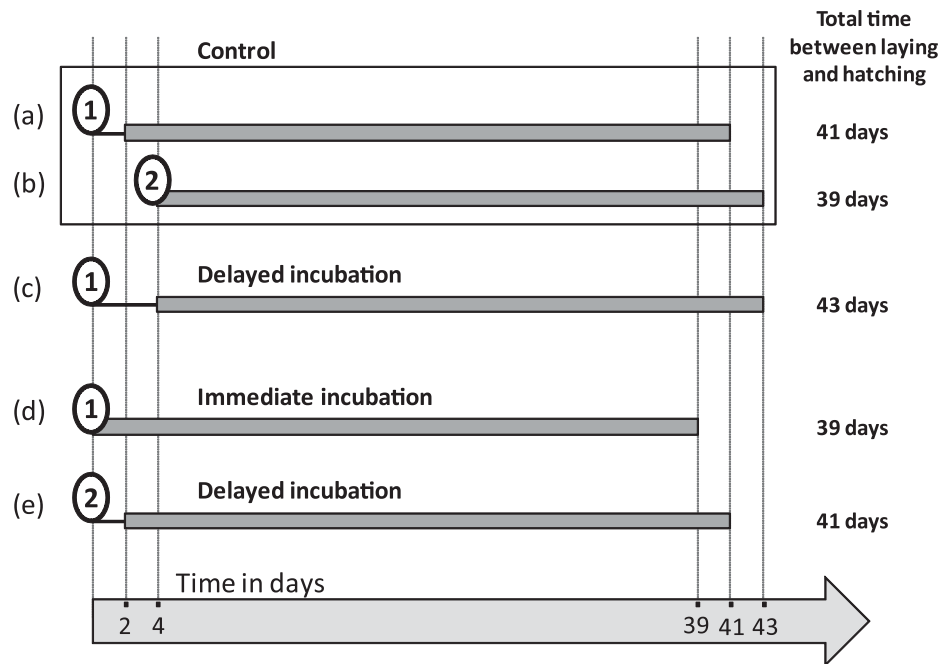 Total time
between laying
and hatching
Control
(a)
1
41 days
(b)
2
39 days
(c)
1
Delayed incubation
43 days
(d)
1
Immediate incubation
39 days
(e)
2
Delayed incubation
41 days
Time in days
2 4 39 41 43